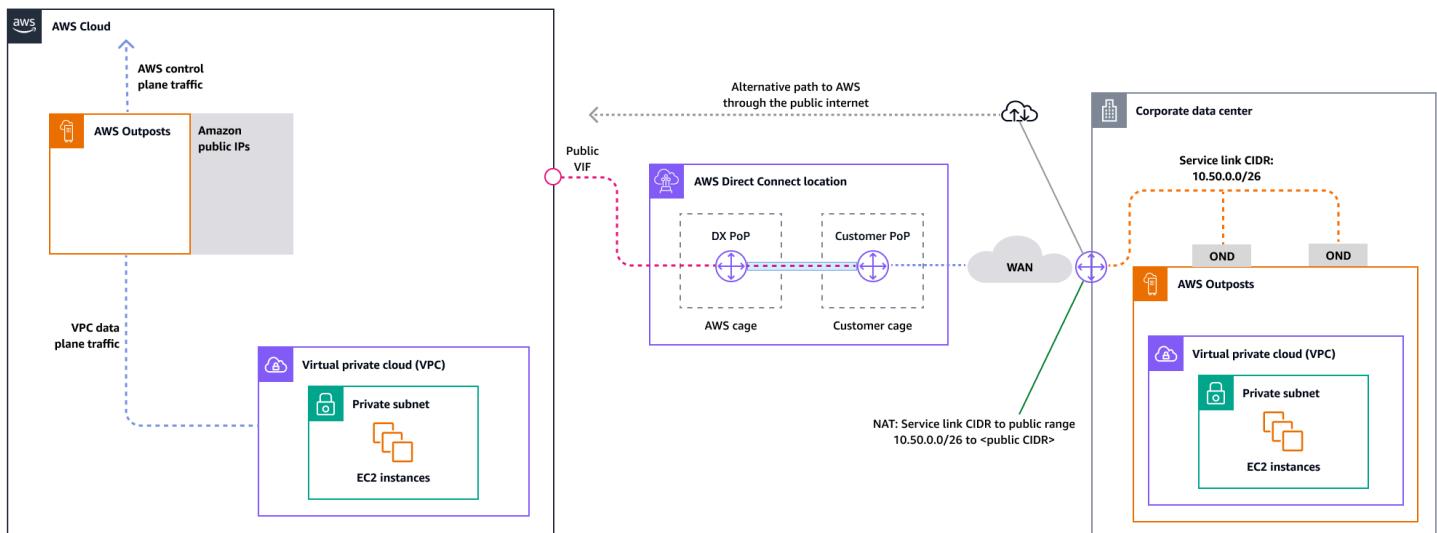 aws
AWS Cloud
AWS control
plane traffic
AWS Outposts
Amazon
public IPs
VPC data
plane traffic
Virtual private cloud (VPC)
Private subnet
EC2 instances
Public
VIF
Alternative path to AWS
through the public internet
AWS Direct Connect location
DX PoP
Customer PoP
AWS cage
Customer cage
WAN
NAT: Service link CIDR to public range
10.50.0.0/26 to <public CIDR>
Corporate data center
Service link CIDR:
10.50.0.0/26
OND
OND
AWS Outposts
Virtual private cloud (VPC)
Private subnet
EC2 instances